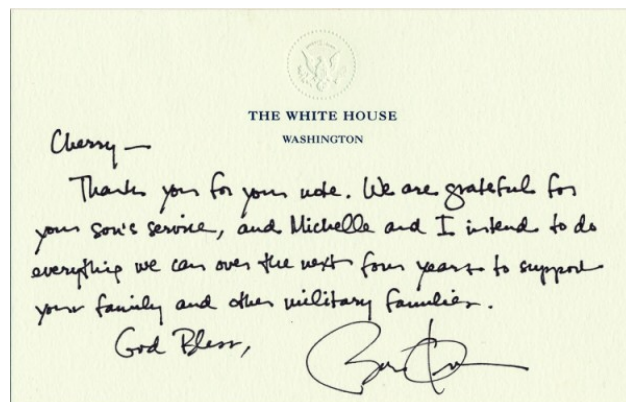 THE WHITE HOUSE
WASHINGTON
Cherry —
Thank you for your note. We are grateful for
your son's service, and Michelle and I intend to do
everything we can over the next four years to support
your family and other military families.
God Bless,